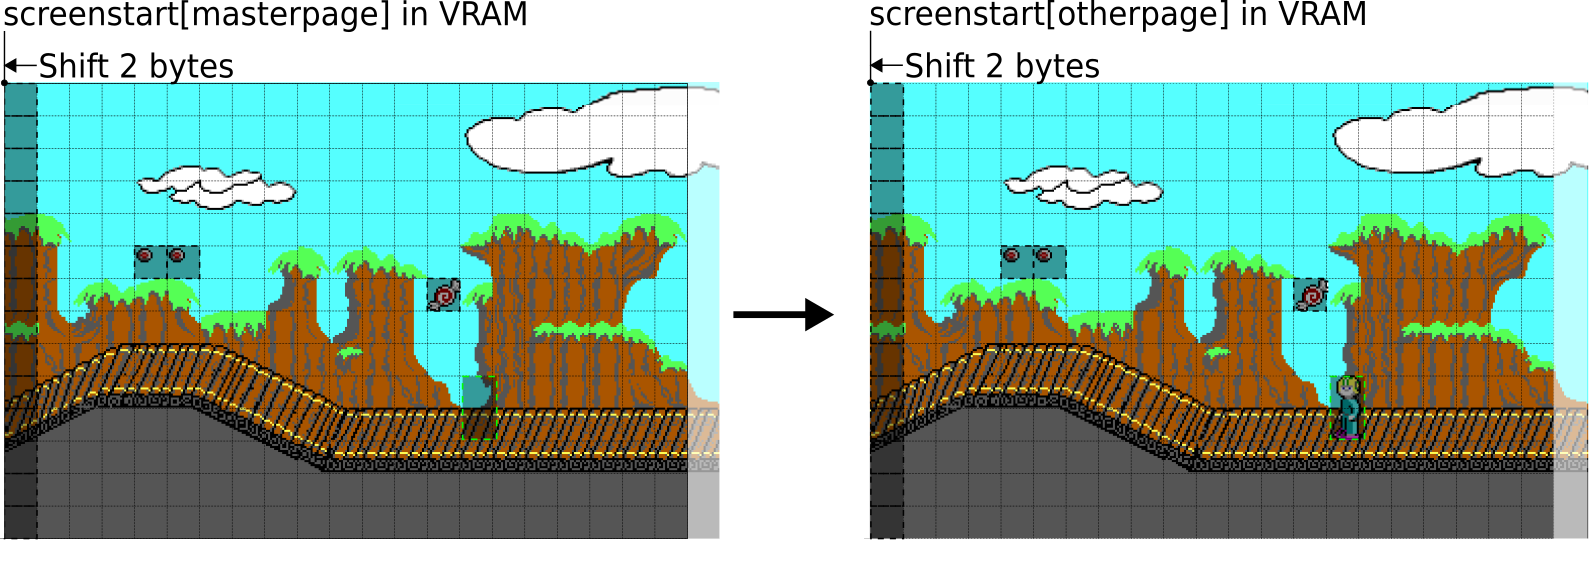 screenstart[masterpage] in VRAM
Shift 2 bytes
screenstart[otherpage] in VRAM
Shift 2 bytes